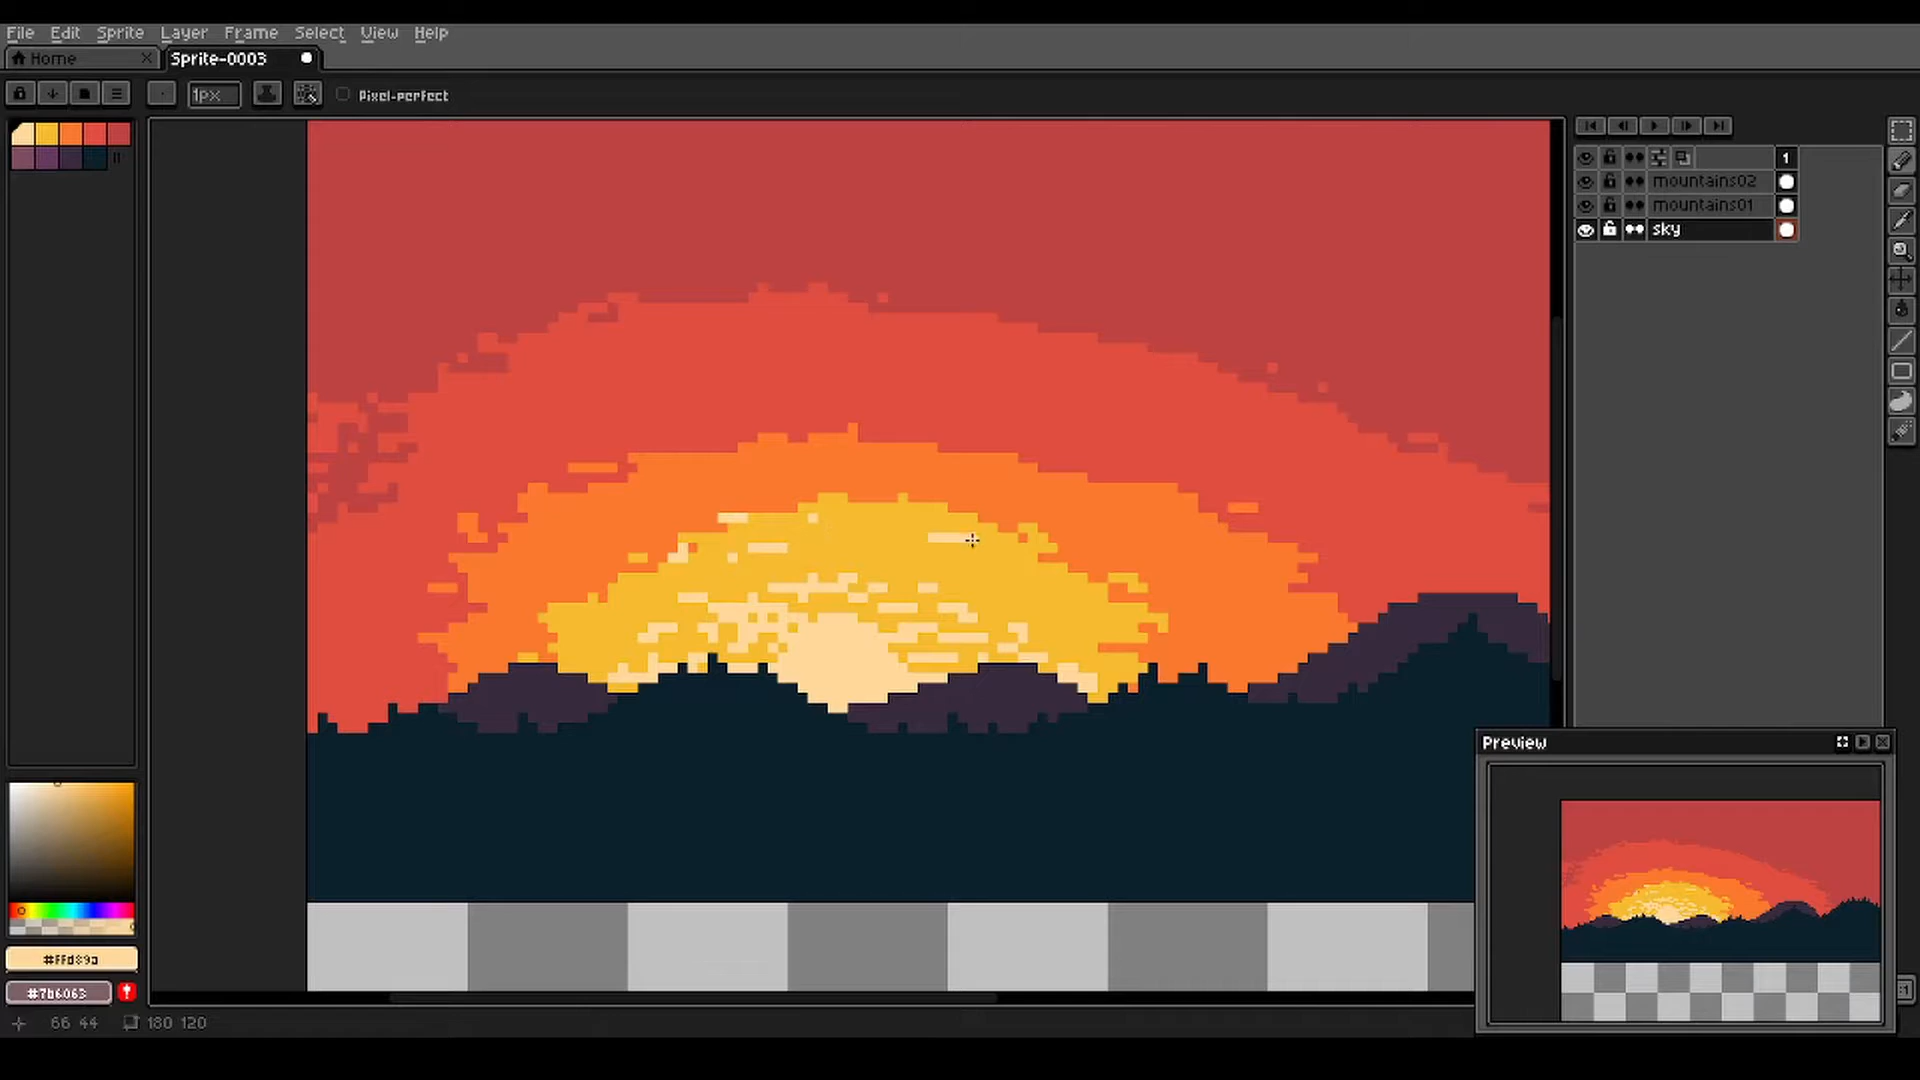 File Edit Sprite Layer Frame Select View Help
Home Sprite-0003
1px Pixel-perfect
1
mountains02
mountains01
sky
Preview
#ffd89a
#7b6063
66 44 180 120